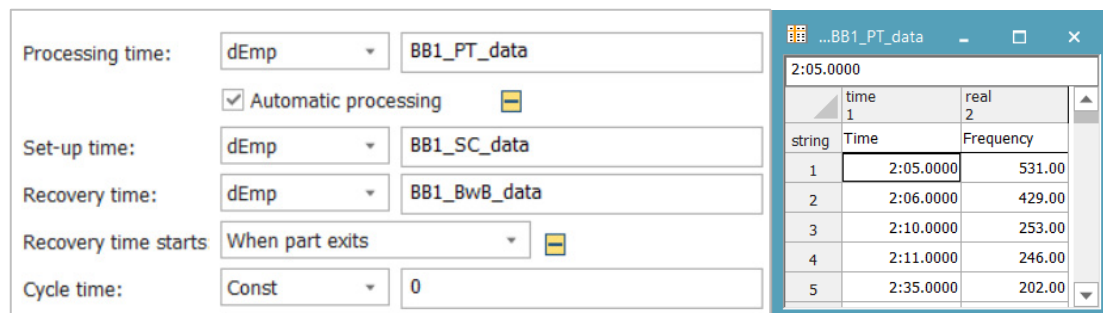 Processing time: dEmp BB1_PT_data
Automatic processing
Set-up time: dEmp BB1_SC_data
Recovery time: dEmp BB1_BwB_data
Recovery time starts When part exits
Cycle time: Const 0
...BB1_PT_data
2:05.0000
time real
1 2
string Time Frequency
1 2:05.0000 531.00
2 2:06.0000 429.00
3 2:10.0000 253.00
4 2:11.0000 246.00
5 2:35.0000 202.00